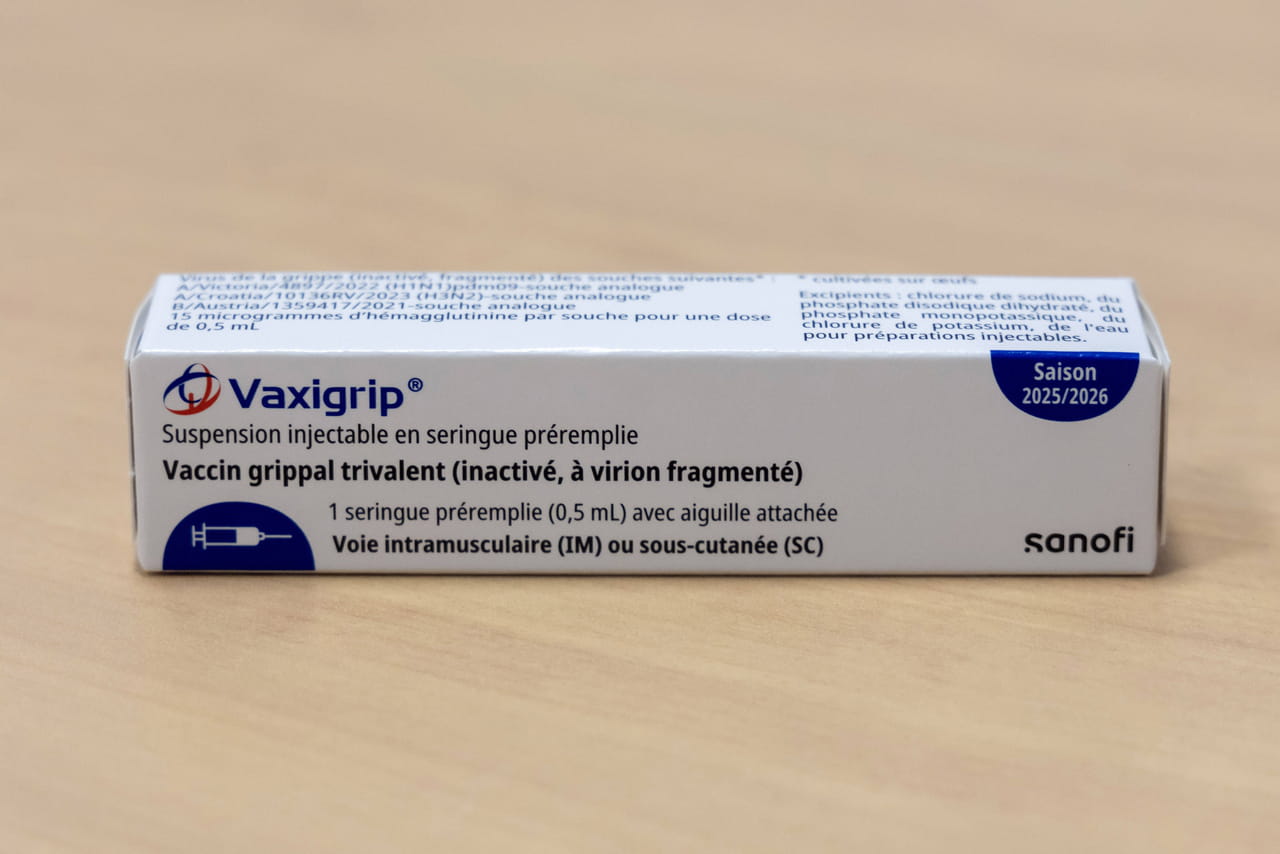 Virus de la grippe (inactivé, fragmenté) des souches suivantes* :
A/Victoria/4897/2022 (H1N1)pdm09-souche analogue
A/Croatia/10136RV/2023 (H3N2)-souche analogue
B/Austria/1359417/2021-souche analogue
15 microgrammes d'hémagglutinine par souche pour une dose
de 0,5 mL
* cultivées sur œufs
Excipients : chlorure de sodium, du
phosphate disodique dihydraté, du
phosphate monopotassique, du
chlorure de potassium, de l'eau
pour préparations injectables.
Vaxigrip®
Saison
2025/2026
Suspension injectable en seringue préremplie
Vaccin grippal trivalent (inactivé, à virion fragmenté)
1 seringue préremplie (0,5 mL) avec aiguille attachée
Voie intramusculaire (IM) ou sous-cutanée (SC)
sanofi